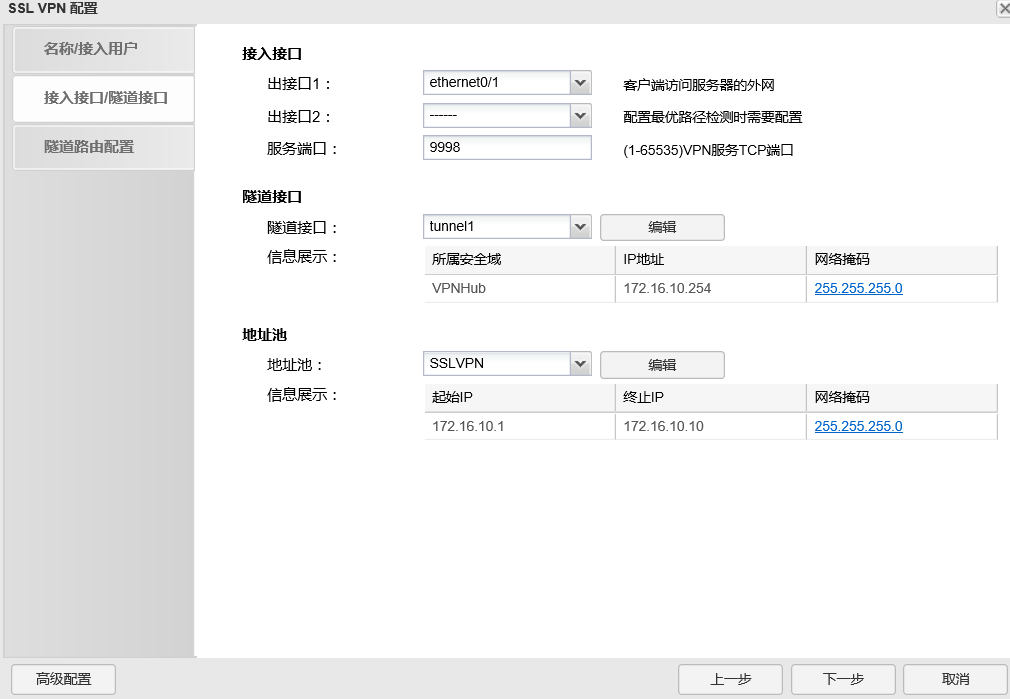 SSL VPN 配置
名称/接入用户
接入接口/隧道接口
隧道路由配置
接入接口
出接口1： ethernet0/1 客户端访问服务器的外网
出接口2： ------ 配置最优路径检测时需要配置
服务端口： 9998 (1-65535)VPN服务TCP端口
隧道接口
隧道接口： tunnel1 编辑
信息展示： 所属安全域 IP地址 网络掩码
VPNHub 172.16.10.254 255.255.255.0
地址池
地址池： SSLVPN 编辑
信息展示： 起始IP 终止IP 网络掩码
172.16.10.1 172.16.10.10 255.255.255.0
高级配置 上一步 下一步 取消